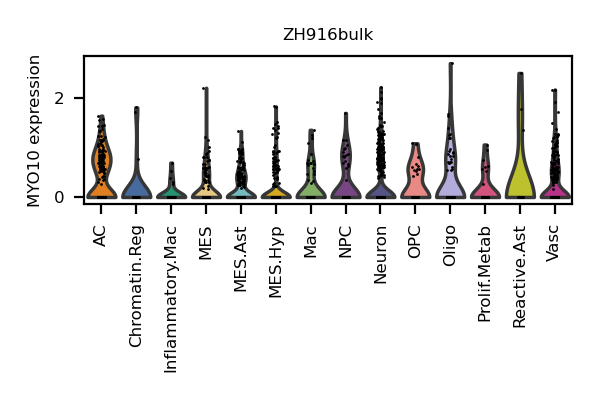 ZH916bulk
MYO10 expression
2
0
AC
Chromatin.Reg
Inflammatory.Mac
MES
MES.Ast
MES.Hyp
Mac
NPC
Neuron
OPC
Oligo
Prolif.Metab
Reactive.Ast
Vasc